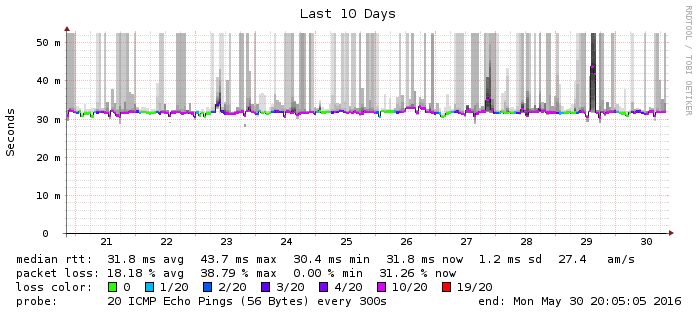 Last 10 Days
RRDTOOL / TOBI OETIKER
Seconds
50 m
40 m
30 m
20 m
10 m
0
21 22 23 24 25 26 27 28 29 30
median rtt: 31.8 ms avg 43.7 ms max 30.4 ms min 31.8 ms now 1.2 ms sd 27.4 am/s
packet loss: 18.18 % avg 38.79 % max 0.00 % min 31.26 % now
loss color: 0 1/20 2/20 3/20 4/20 10/20 19/20
probe: 20 ICMP Echo Pings (56 Bytes) every 300s end: Mon May 30 20:05:05 2016